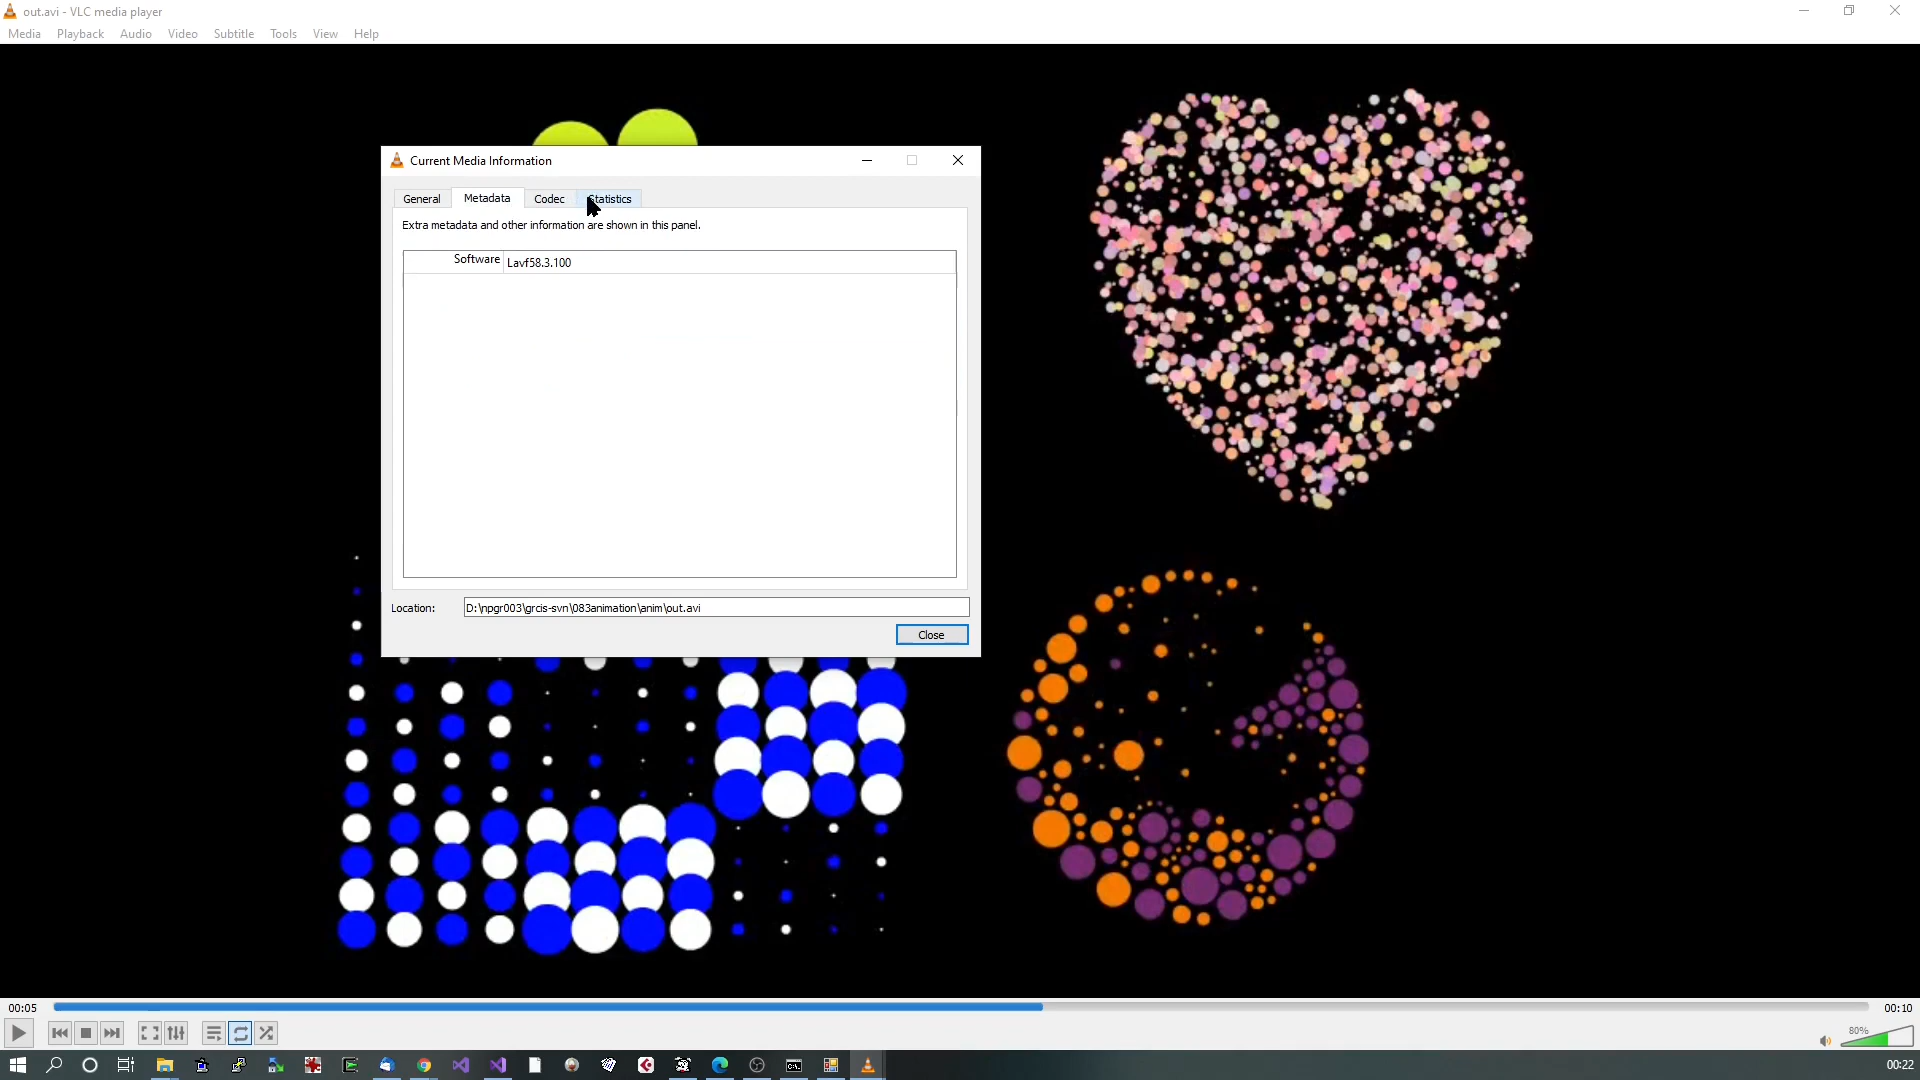 out.avi - VLC media player
Media Playback Audio Video Subtitle Tools View Help
Current Media Information
General Metadata Codec Statistics
Extra metadata and other information are shown in this panel.
Software Lavf58.3.100
Location: D:\npgr003\grcis-svn\083animation\anim\out.avi
Close
00:05 00:10
80%
00:22